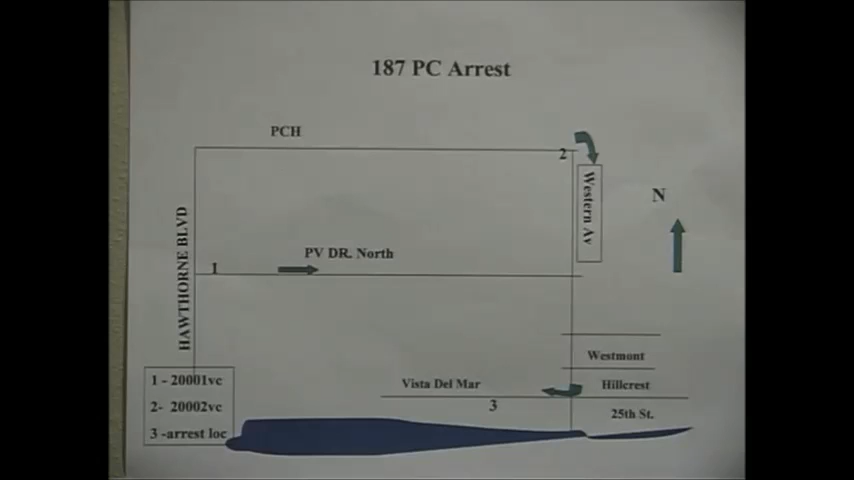 187 PC Arrest
PCH
2
Western Av
N
HAWTHORNE BLVD
PV DR. North
1
Westmont
1 - 20001vc
Vista Del Mar
Hillcrest
2- 20002vc
3
25th St.
3 -arrest loc